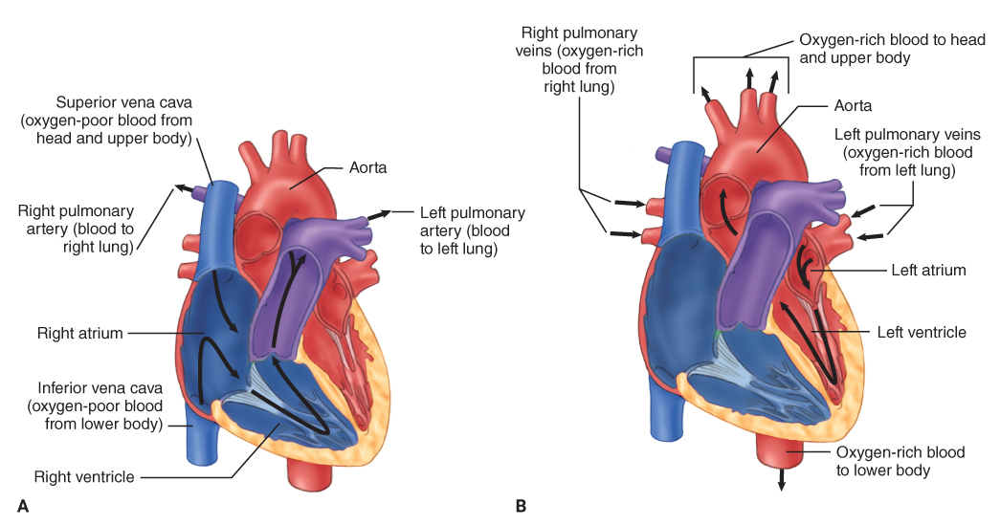 Superior vena cava
(oxygen-poor blood from
head and upper body)
Aorta
Right pulmonary
artery (blood to
right lung)
Left pulmonary
artery (blood
to left lung)
Right atrium
Inferior vena cava
(oxygen-poor blood
from lower body)
Right ventricle
A
Right pulmonary
veins (oxygen-rich
blood from
right lung)
Oxygen-rich blood to head
and upper body
Aorta
Left pulmonary veins
(oxygen-rich blood
from left lung)
Left atrium
Left ventricle
Oxygen-rich blood
to lower body
B